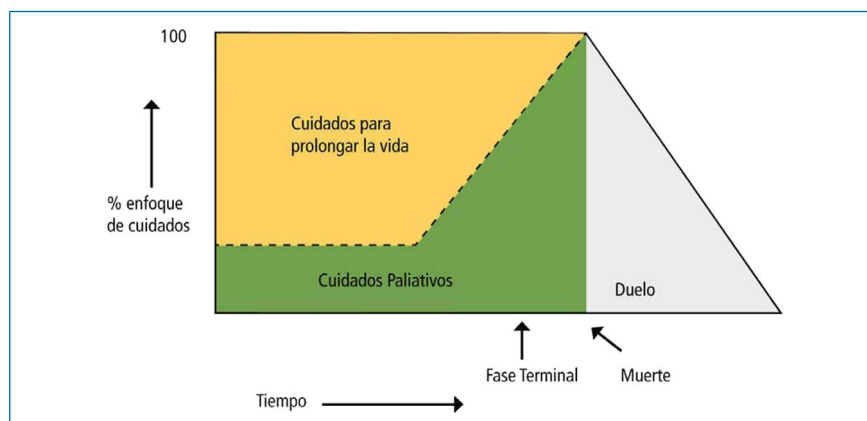 100
Cuidados para
prolongar la vida
% enfoque
de cuidados
Cuidados Paliativos
Duelo
Fase Terminal
Muerte
Tiempo